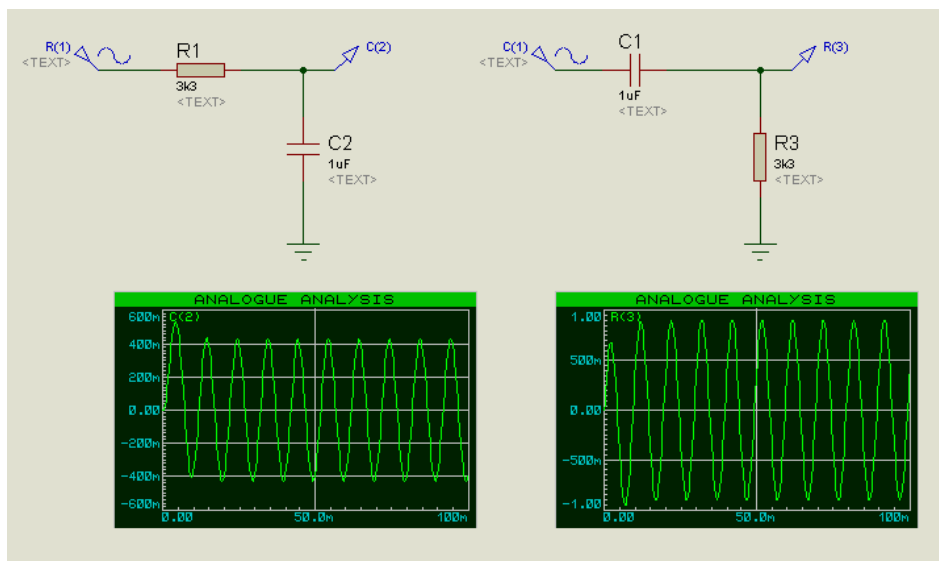 R(1)
<TEXT>
R1
3k3
<TEXT>
C(2)
C2
1uF
<TEXT>
C(1)
<TEXT>
C1
1uF
<TEXT>
R(3)
R3
3k3
<TEXT>
ANALOGUE ANALYSIS
C(2)
600m
400m
200m
0.00
-200m
-400m
-600m
0.00 50.0m 100m
ANALOGUE ANALYSIS
R(3)
1.00
500m
0.00
-500m
-1.00
0.00 50.0m 100m